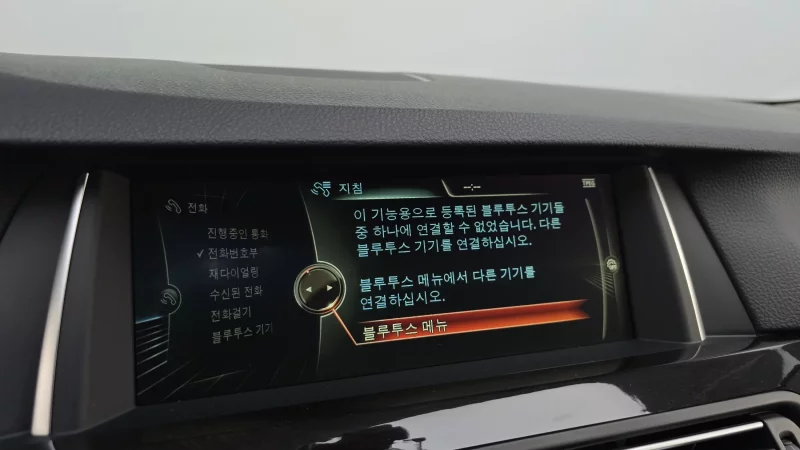 전화
진행중인 통화
전화번호부
재다이얼링
수신된 전화
전화걸기
블루투스 기기
지침
--:--
TPEG
이 기능용으로 등록된 블루투스 기기들
중 하나에 연결할 수 없었습니다. 다른
블루투스 기기를 연결하십시오.
블루투스 메뉴에서 다른 기기를
연결하십시오.
블루투스 메뉴